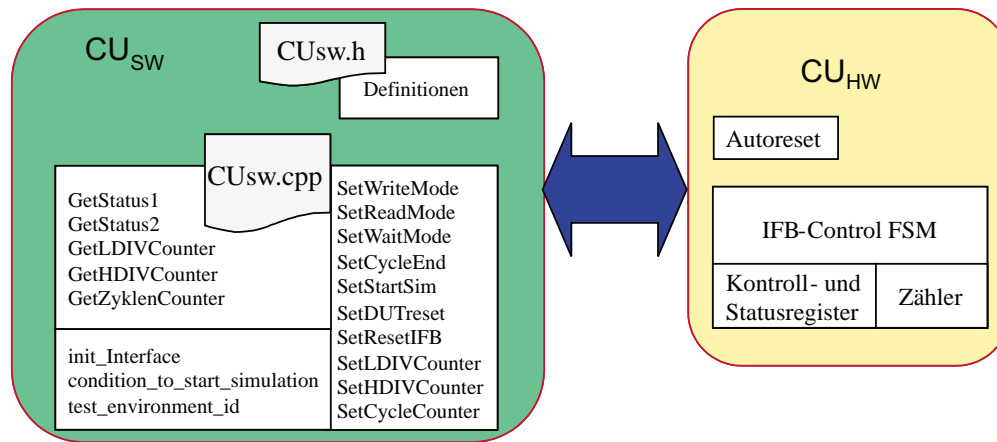 CUSW
CUsw.h
Definitionen
CUsw.cpp
GetStatus1
GetStatus2
GetLDIVCounter
GetHDIVCounter
GetZyklenCounter
init_Interface
condition_to_start_simulation
test_environment_id
SetWriteMode
SetReadMode
SetWaitMode
SetCycleEnd
SetStartSim
SetDUTreset
SetResetIFB
SetLDIVCounter
SetHDIVCounter
SetCycleCounter
CUHW
Autoreset
IFB-Control FSM
Kontroll- und
Statusregister
Zähler